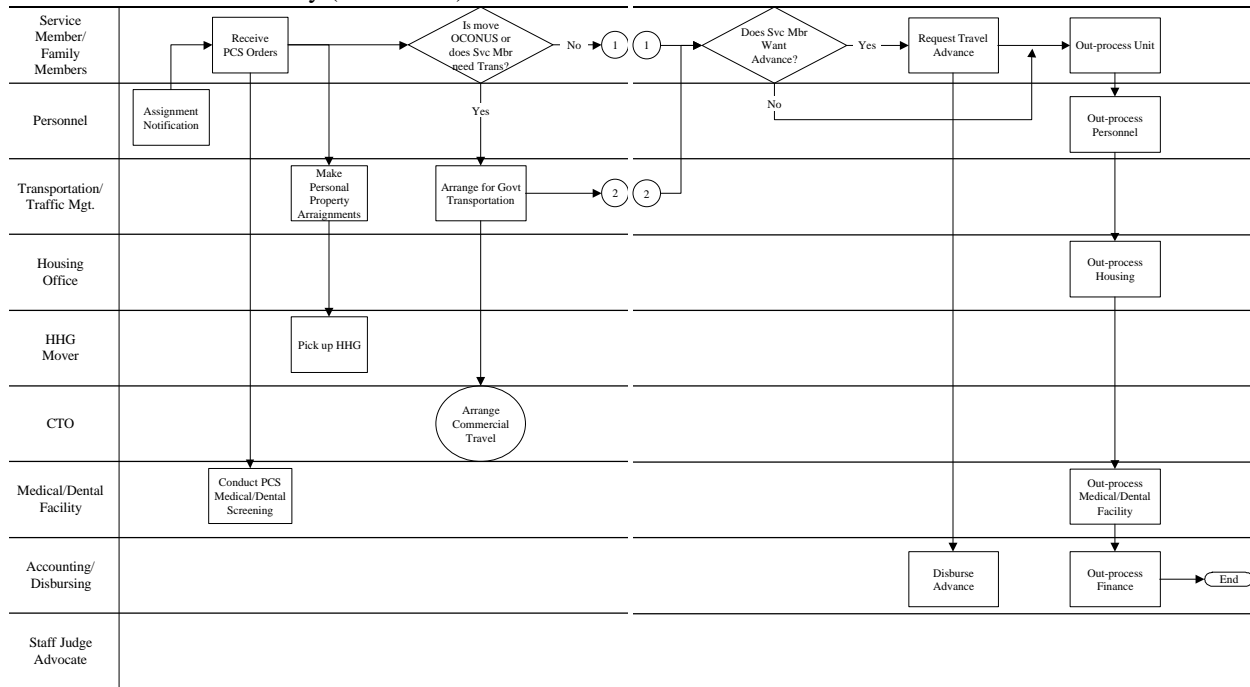 Service
Member/
Family
Members
Receive
PCS Orders
Is move
OCONUS or
does Svc Mbr
need Trans?
No
1
1
Does Svc Mbr
Want
Advance?
Yes
Request Travel
Advance
Out-process Unit
Personnel
Assignment
Notification
Yes
No
Out-process
Personnel
Transportation/
Traffic Mgt.
Make
Personal
Property
Arraignments
Arrange for Govt
Transportation
2
2
Housing
Office
Out-process
Housing
HHG
Mover
Pick up HHG
CTO
Arrange
Commercial
Travel
Medical/Dental
Facility
Conduct PCS
Medical/Dental
Screening
Out-process
Medical/Dental
Facility
Accounting/
Disbursing
Disburse
Advance
Out-process
Finance
End
Staff Judge
Advocate